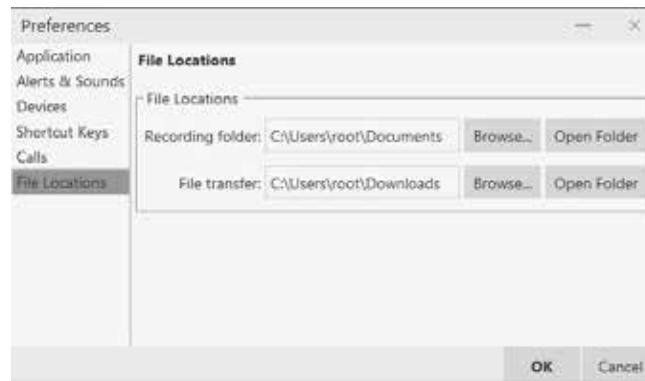 Preferences
Application
Alerts & Sounds
Devices
Shortcut Keys
Calls
File Locations
File Locations
File Locations
Recording folder: C:\Users\root\Documents Browse... Open Folder
File transfer: C:\Users\root\Downloads Browse... Open Folder
OK Cancel